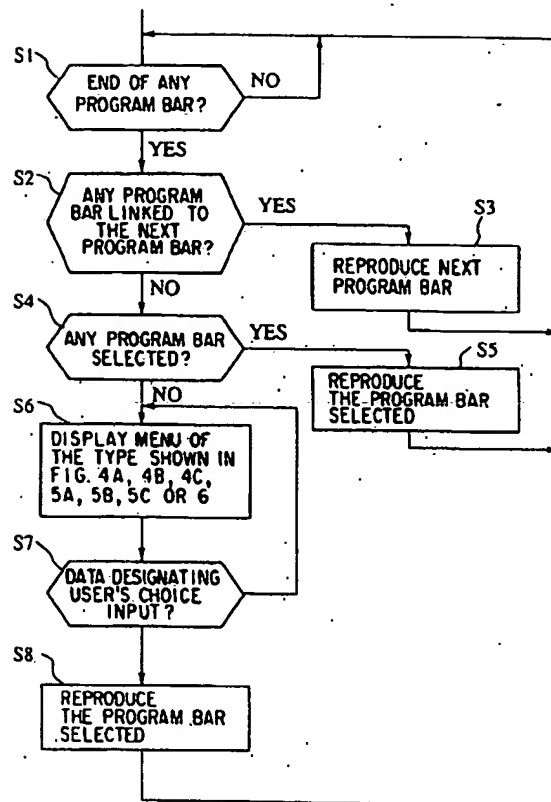 S1
END OF ANY
PROGRAM BAR?
NO
YES
S2
ANY PROGRAM
BAR LINKED TO
THE NEXT
PROGRAM BAR?
YES
S3
REPRODUCE NEXT
PROGRAM BAR
NO
S4
ANY PROGRAM BAR
SELECTED?
YES
S5
REPRODUCE
THE PROGRAM BAR
SELECTED
NO
S6
DISPLAY MENU OF
THE TYPE SHOWN IN
FIG. 4A, 4B, 4C,
5A, 5B, 5C OR 6
S7
DATA DESIGNATING
USER'S CHOICE
INPUT?
S8
REPRODUCE
THE PROGRAM BAR
SELECTED